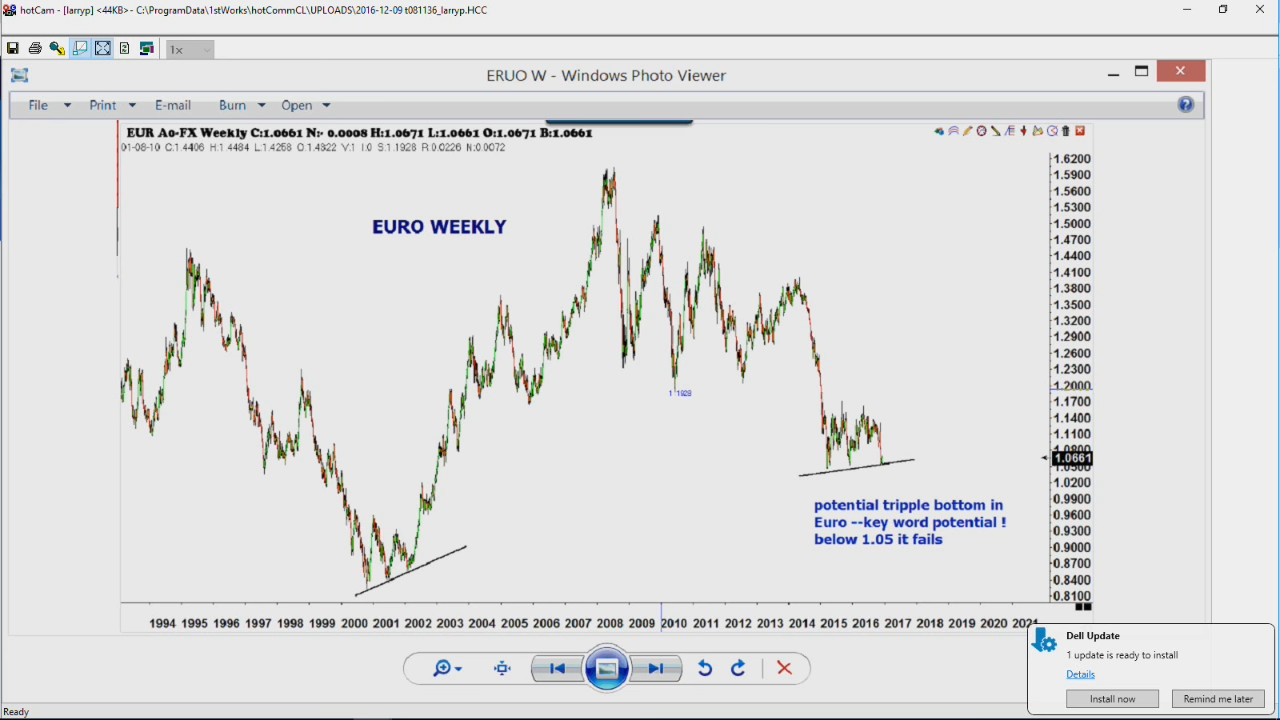 hotCam - [larryp] <44KB> - C:\ProgramData\1stWorks\hotCommCL\UPLOADS\2016-12-09 t081136_larryp.HCC
1x
ERUO W - Windows Photo Viewer
File Print E-mail Burn Open
EUR A0-FX Weekly C:1.0661 N:- 0.0008 H:1.0671 L:1.0661 O:1.0671 B:1.0661
01-08-10 C:1.4406 H:1.4484 L:1.4258 O:1.4322 V:1 I:0 S:1.1928 R:0.0226 N:0.0072
EURO WEEKLY
1.6200
1.5900
1.5600
1.5300
1.5000
1.4700
1.4400
1.4100
1.3800
1.3500
1.3200
1.2900
1.2600
1.2300
1.2000
1.1700
1.1400
1.1100
1.0800
1.0661
1.0500
1.0200
0.9900
0.9600
0.9300
0.9000
0.8700
0.8400
0.8100
1.1928
potential tripple bottom in
Euro --key word potential !
below 1.05 it fails
1994 1995 1996 1997 1998 1999 2000 2001 2002 2003 2004 2005 2006 2007 2008 2009 2010 2011 2012 2013 2014 2015 2016 2017 2018 2019 2020 2021
Dell Update
1 update is ready to install
Details
Install now Remind me later
Ready